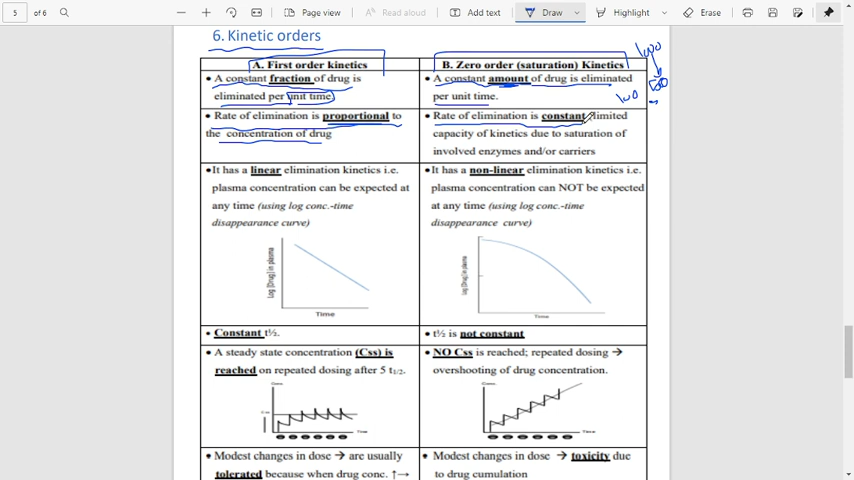 5 of 6
Page view
Read aloud
Add text
Draw
Highlight
Erase
6. Kinetic orders
A. First order kinetics
• A constant fraction of drug is
eliminated per unit time.
• Rate of elimination is proportional to
the concentration of drug
•It has a linear elimination kinetics i.e.
plasma concentration can be expected at
any time (using log conc.-time
disappearance curve)
Log [Drug] in plasma
Time
• Constant t½.
• A steady state concentration (Css) is
reached on repeated dosing after 5 t1/2.
Conc.
Time
• Modest changes in dose → are usually
tolerated because when drug conc. ↑→
B. Zero order (saturation) Kinetics
• A constant amount of drug is eliminated
per unit time.
• Rate of elimination is constant (limited
capacity of kinetics due to saturation of
involved enzymes and/or carriers
•It has a non-linear elimination kinetics i.e.
plasma concentration can NOT be expected
at any time (using log conc.-time
disappearance curve)
Log [Drug] in plasma
Time
• t½ is not constant
• NO Css is reached; repeated dosing →
overshooting of drug concentration.
Conc.
Time
• Modest changes in dose → toxicity due
to drug cumulation